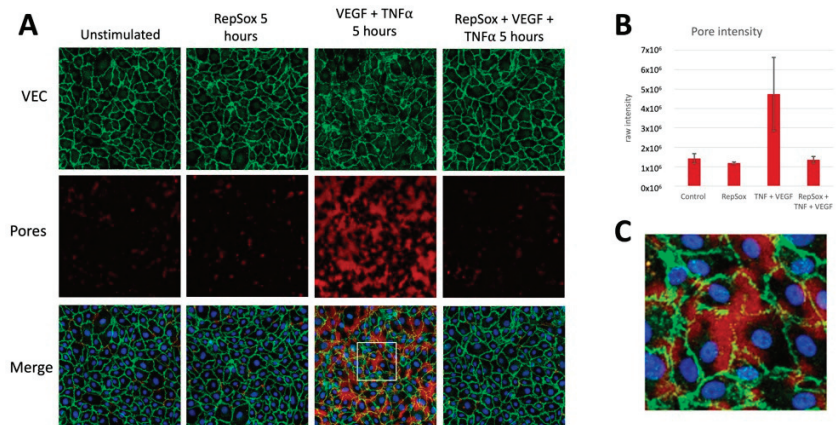 A
Unstimulated
RepSox 5
hours
VEGF + TNFα
5 hours
RepSox + VEGF +
TNFα 5 hours
VEC
Pores
Merge
B
Pore intensity
raw intensity
7x10⁶
6x10⁶
5x10⁶
4x10⁶
3x10⁶
2x10⁶
1x10⁶
0x10⁶
Control
RepSox
TNF + VEGF
RepSox +
TNF + VEGF
C